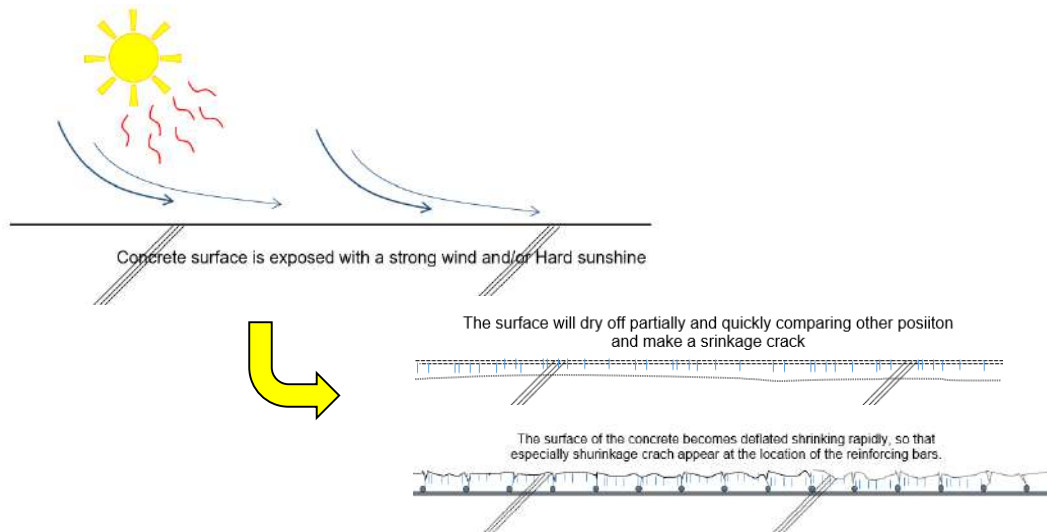 Concrete surface is exposed with a strong wind and/or Hard sunshine
The surface will dry off partially and quickly comparing other posiiton
and make a srinkage crack
The surface of the concrete becomes deflated shrinking rapidly, so that
especially shurinkage crach appear at the location of the reinforcing bars.